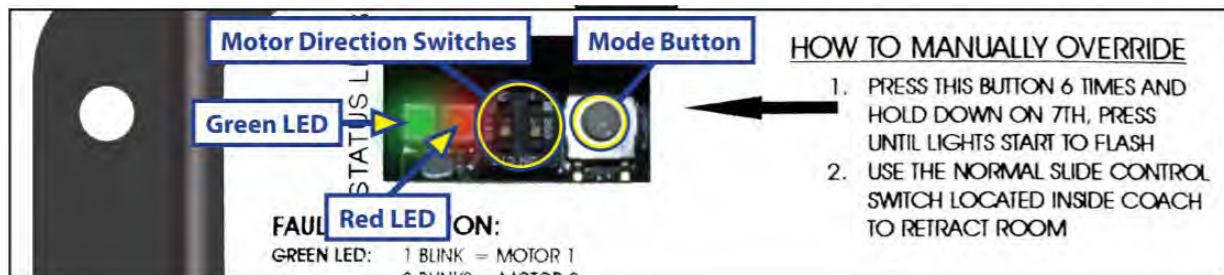 Motor Direction Switches
Mode Button
Green LED
Red LED
STATUS
HOW TO MANUALLY OVERRIDE
1. PRESS THIS BUTTON 6 TIMES AND
HOLD DOWN ON 7TH, PRESS
UNTIL LIGHTS START TO FLASH
2. USE THE NORMAL SLIDE CONTROL
SWITCH LOCATED INSIDE COACH
TO RETRACT ROOM
ON:
GREEN LED: 1 BLINK = MOTOR 1